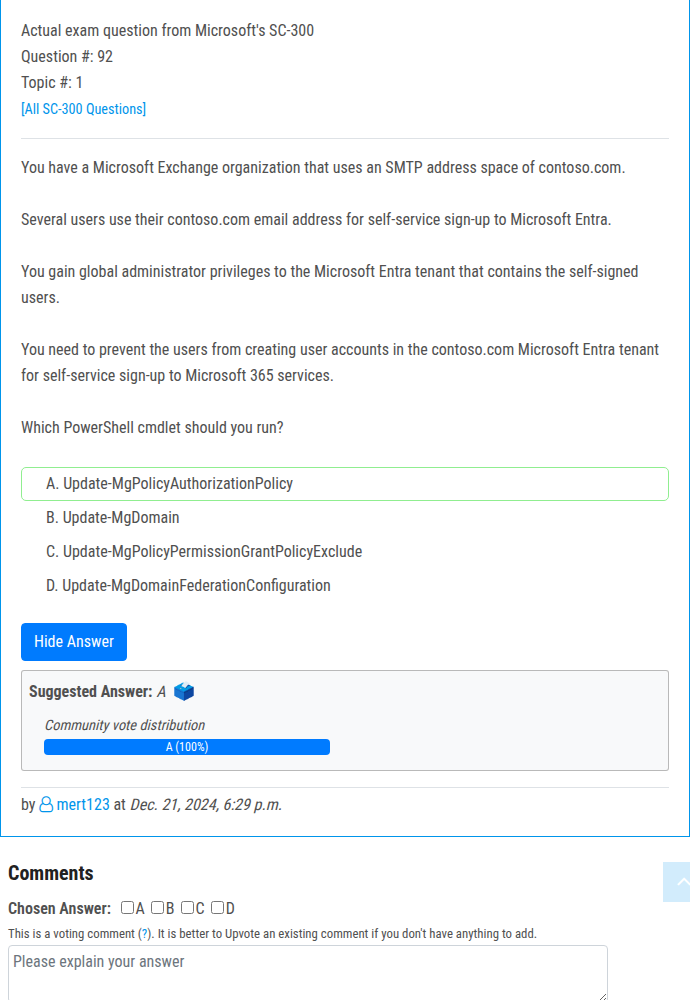 Actual exam question from Microsoft's SC-300
Question #: 92
Topic #: 1
[All SC-300 Questions]
You have a Microsoft Exchange organization that uses an SMTP address space of contoso.com.
Several users use their contoso.com email address for self-service sign-up to Microsoft Entra.
You gain global administrator privileges to the Microsoft Entra tenant that contains the self-signed
users.
You need to prevent the users from creating user accounts in the contoso.com Microsoft Entra tenant
for self-service sign-up to Microsoft 365 services.
Which PowerShell cmdlet should you run?
A. Update-MgPolicyAuthorizationPolicy
B. Update-MgDomain
C. Update-MgPolicyPermissionGrantPolicyExclude
D. Update-MgDomainFederationConfiguration
Hide Answer
Suggested Answer: A
Community vote distribution
A (100%)
by mert123 at Dec. 21, 2024, 6:29 p.m.
Comments
Chosen Answer: A B C D
This is a voting comment (?). It is better to Upvote an existing comment if you don't have anything to add.
Please explain your answer